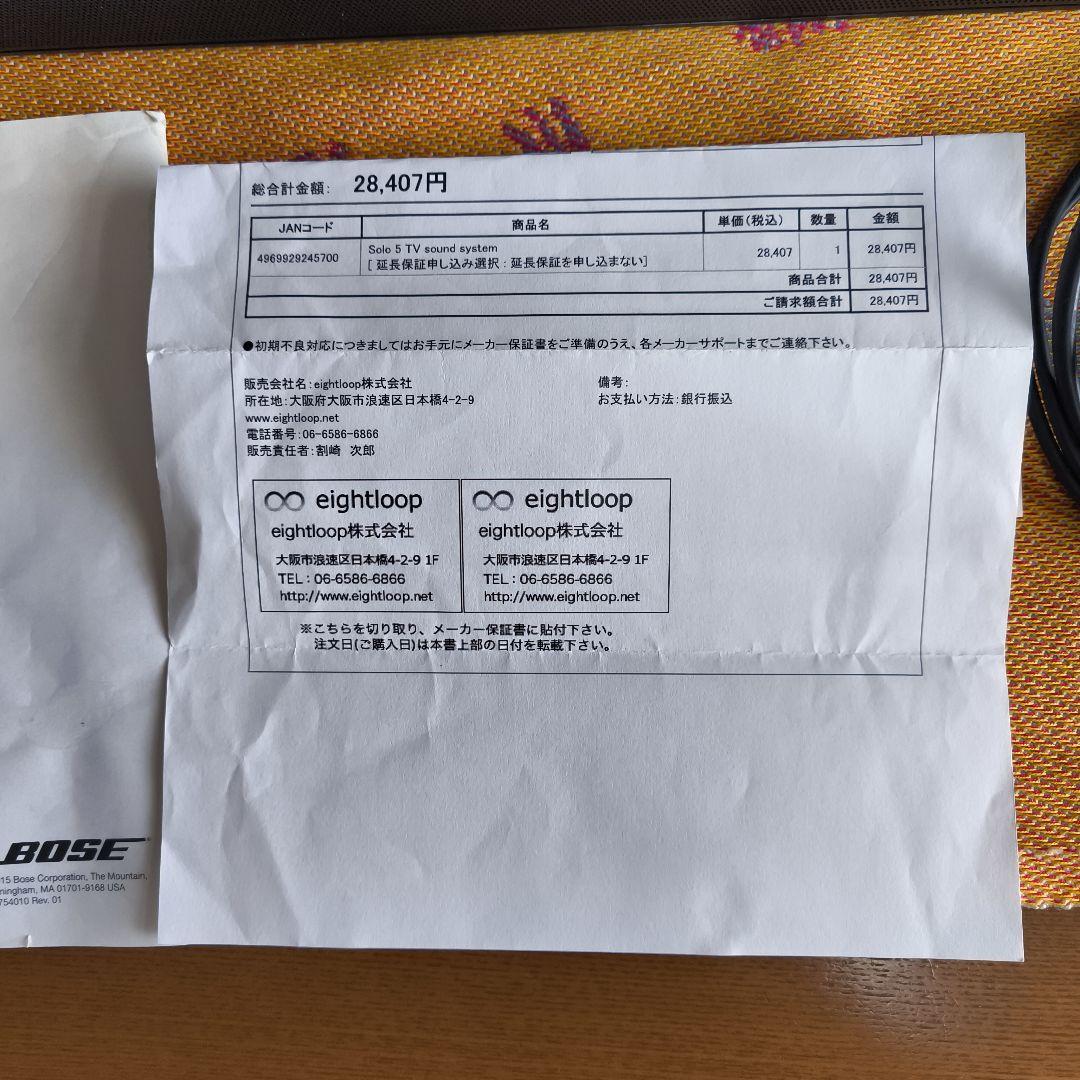 総合計金額: 28,407円
JANコード 商品名 単価(税込) 数量 金額
4969929245700 Solo 5 TV sound system 28,407 1 28,407円
[ 延長保証申し込み選択 : 延長保証を申し込まない]
商品合計 28,407円
ご請求額合計 28,407円
●初期不良対応につきましてはお手元にメーカー保証書をご準備のうえ、各メーカーサポートまでご連絡下さい。
販売会社名:eightloop株式会社
所在地:大阪府大阪市浪速区日本橋4-2-9
www.eightloop.net
電話番号:06-6586-6866
販売責任者:割崎 次郎
備考:
お支払い方法:銀行振込
eightloop
eightloop株式会社
大阪市浪速区日本橋4-2-9 1F
TEL : 06-6586-6866
http://www.eightloop.net
eightloop
eightloop株式会社
大阪市浪速区日本橋4-2-9 1F
TEL : 06-6586-6866
http://www.eightloop.net
※こちらを切り取り、メーカー保証書に貼付下さい。
注文日(ご購入日)は本書上部の日付を転載下さい。
BOSE
15 Bose Corporation, The Mountain,
mingham, MA 01701-9168 USA
754010 Rev. 01